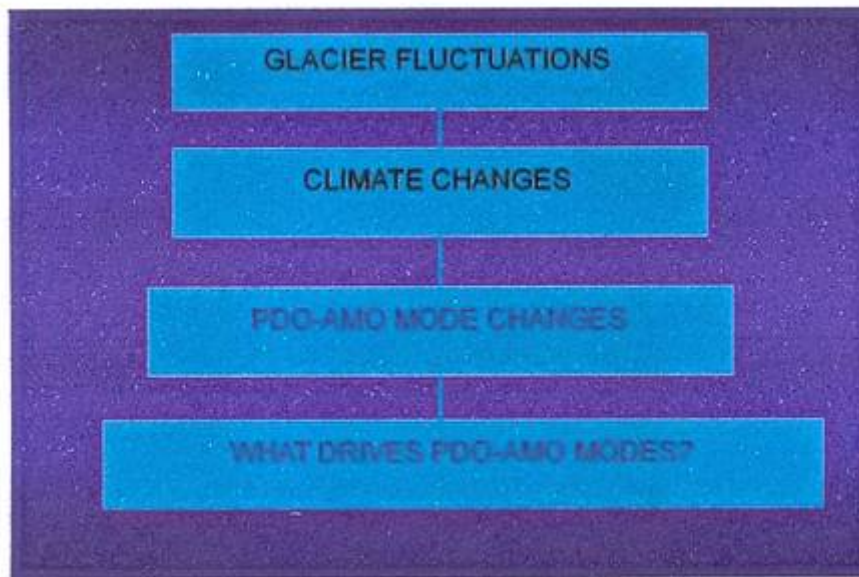 GLACIER FLUCTUATIONS
CLIMATE CHANGES
PDO-AMO MODE CHANGES
WHAT DRIVES PDO-AMO MODES?